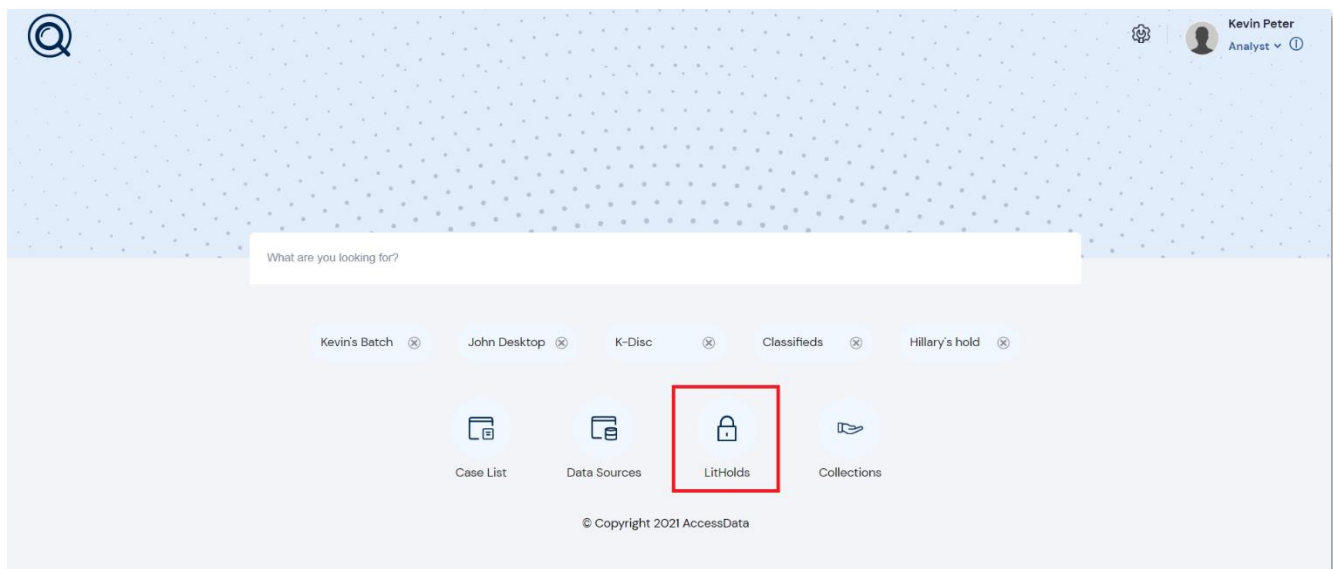 Kevin Peter
Analyst
What are you looking for?
Kevin's Batch
John Desktop
K-Disc
Classifieds
Hillary's hold
Case List
Data Sources
LitHolds
Collections
© Copyright 2021 AccessData